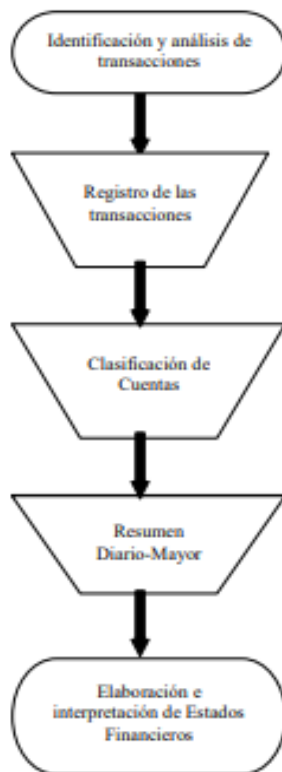 Identificación y análisis de
transacciones
Registro de las
transacciones
Clasificación de
Cuentas
Resumen
Diario-Mayor
Elaboración e
interpretación de Estados
Financieros